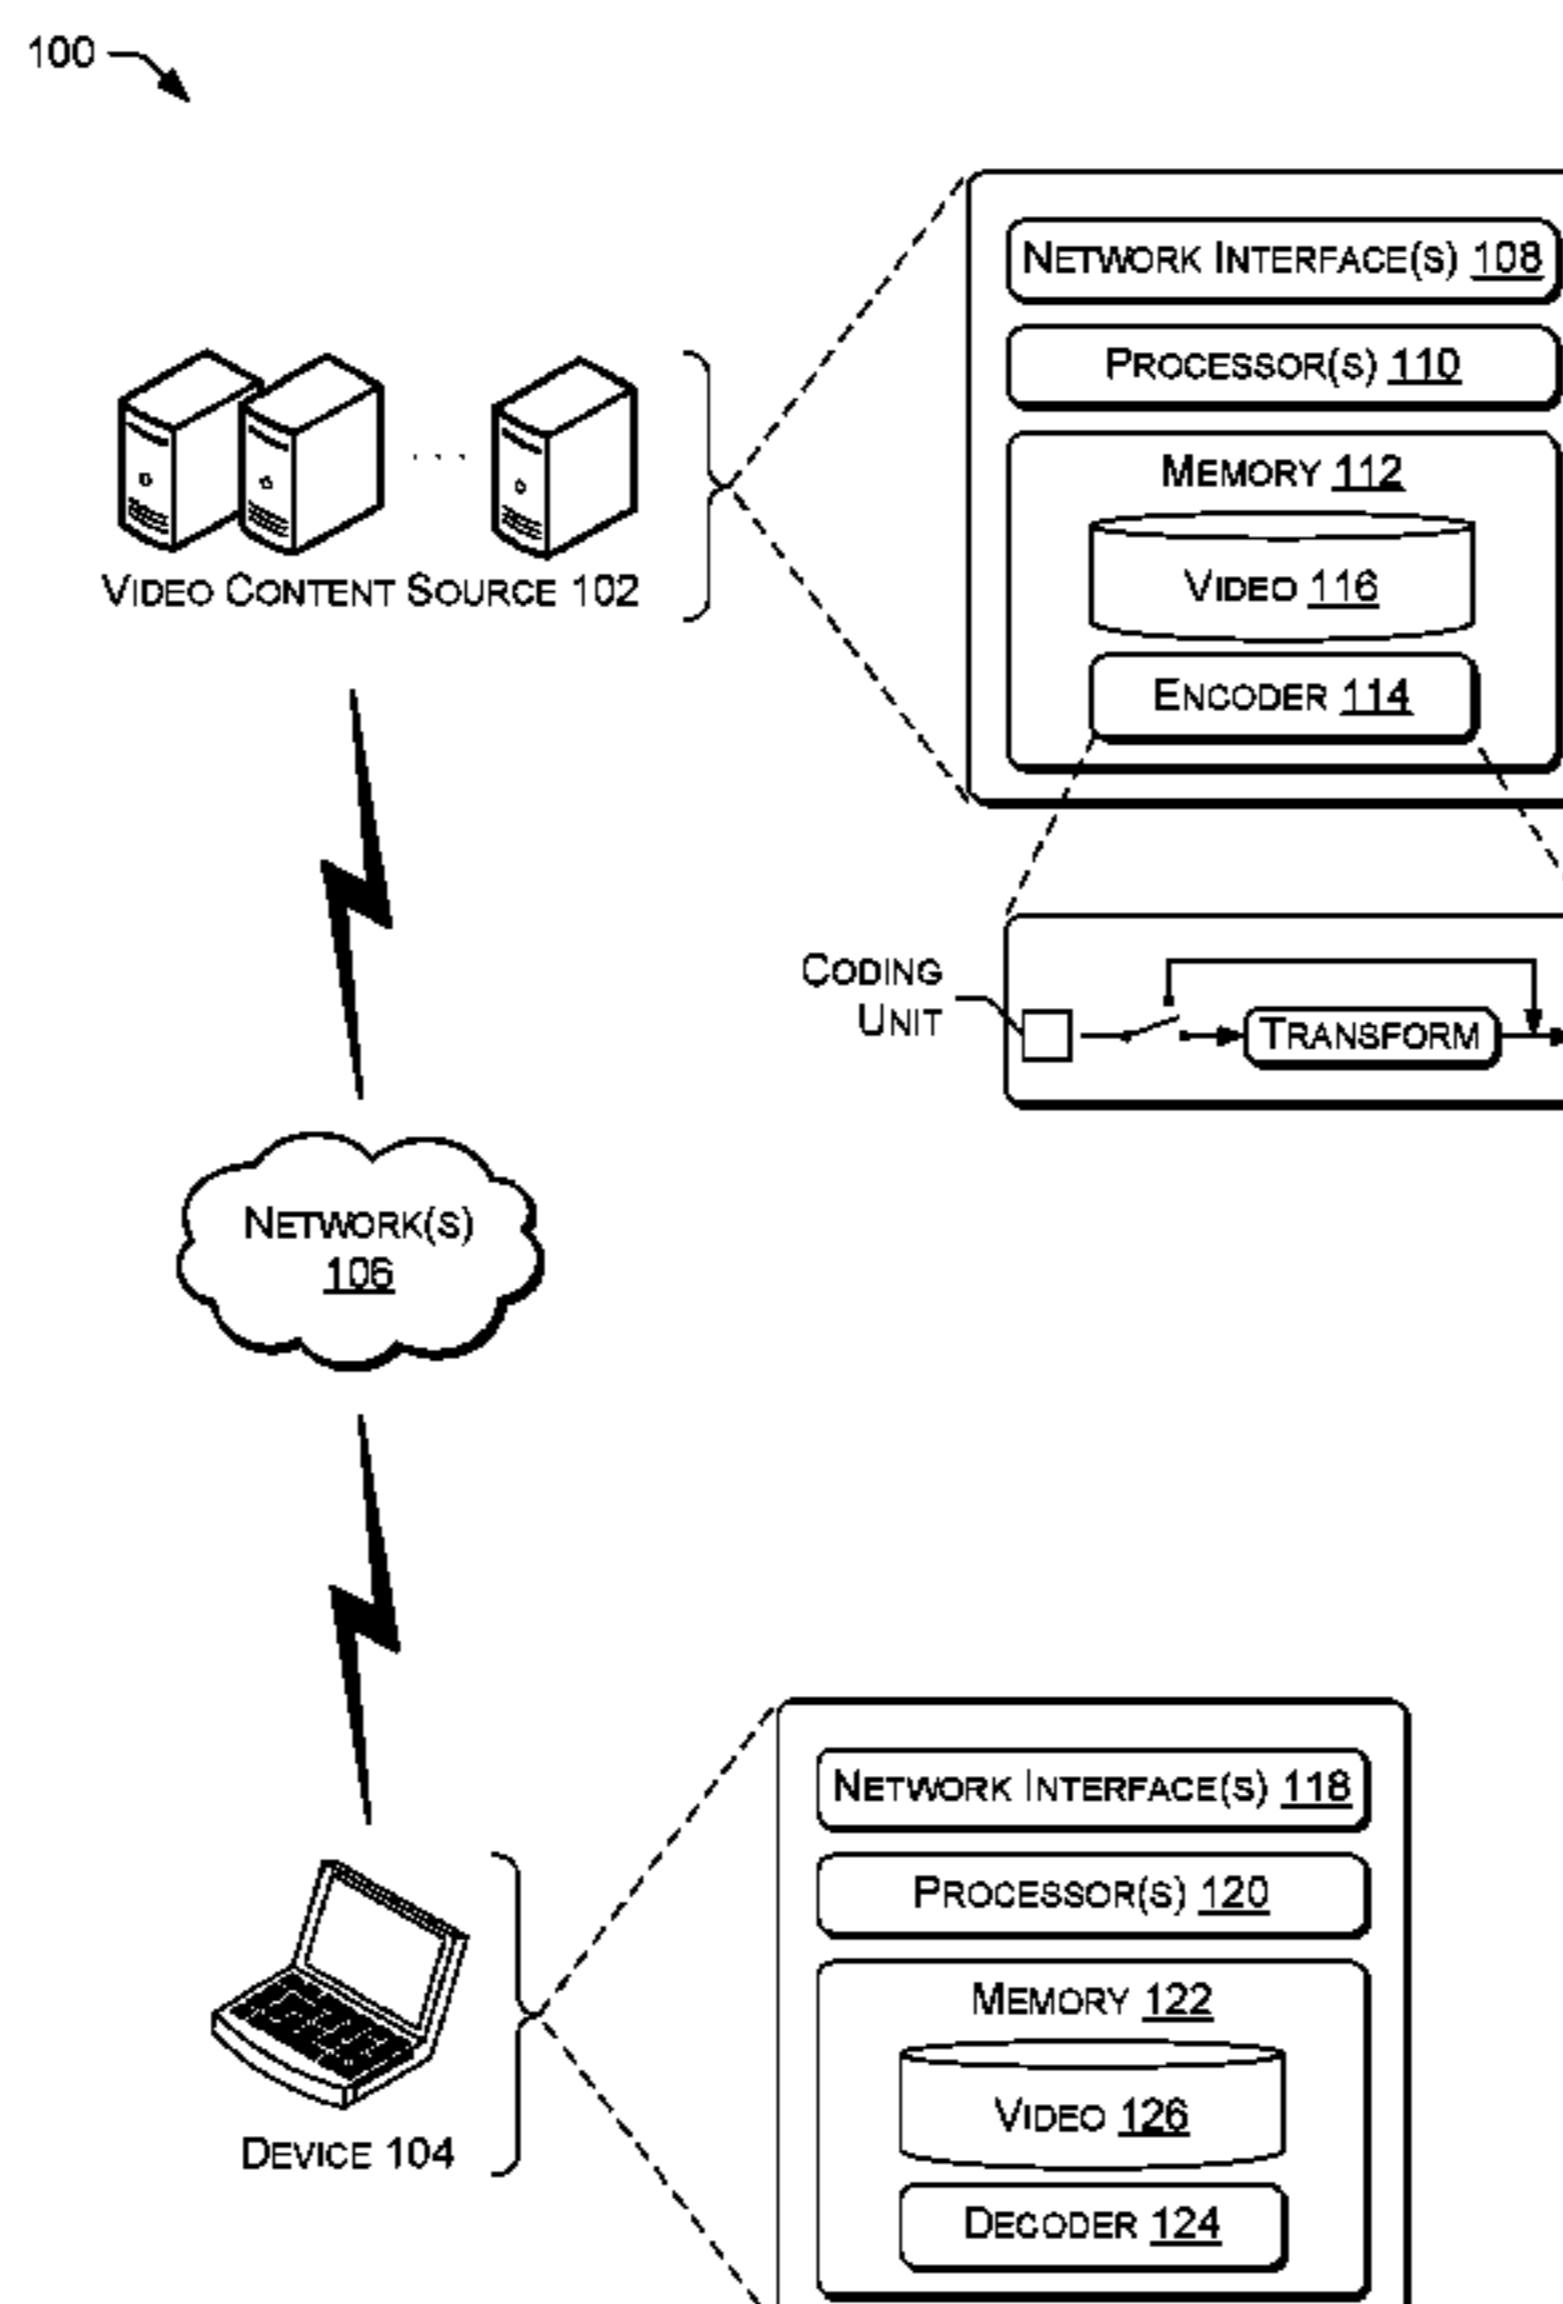 100
NETWORK INTERFACE(S) 108
PROCESSOR(S) 110
MEMORY 112
VIDEO 116
ENCODER 114
VIDEO CONTENT SOURCE 102
CODING
UNIT
TRANSFORM
NETWORK(S)
106
NETWORK INTERFACE(S) 118
PROCESSOR(S) 120
MEMORY 122
VIDEO 126
DECODER 124
DEVICE 104